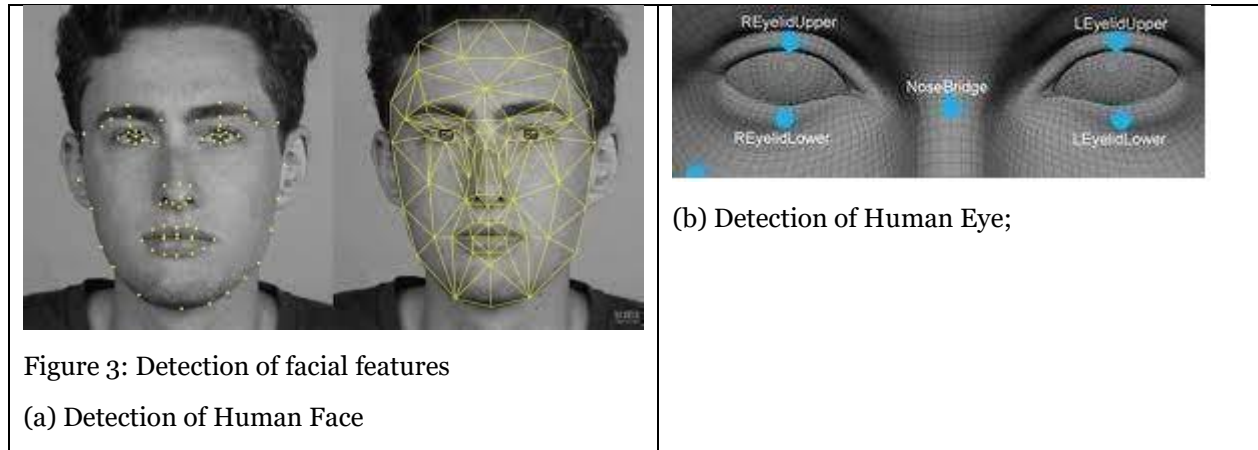 REyelidUpper
LEyelidUpper
NoseBridge
REyelidLower
LEyelidLower
(b) Detection of Human Eye;
Figure 3: Detection of facial features
(a) Detection of Human Face